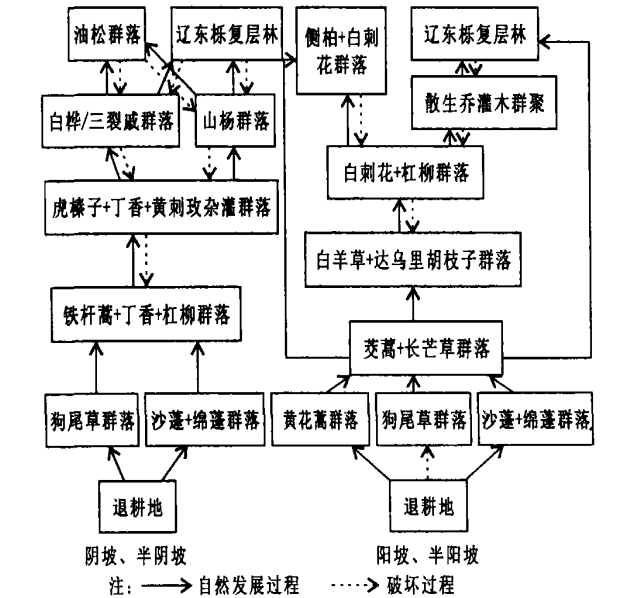 油松群落
辽东栎复层林
侧柏+白刺
花群落
辽东栎复层林
白桦/三裂戚群落
山杨群落
散生乔灌木群聚
白刺花+杠柳群落
虎榛子+丁香+黄刺玫杂灌群落
白羊草+达乌里胡枝子群落
铁杆蒿+丁香+杠柳群落
茭蒿+长芒草群落
狗尾草群落
沙蓬+绵蓬群落
黄花蒿群落
狗尾草群落
沙蓬+绵蓬群落
退耕地
退耕地
阴坡、半阴坡
阳坡、半阳坡
注: 自然发展过程 破坏过程